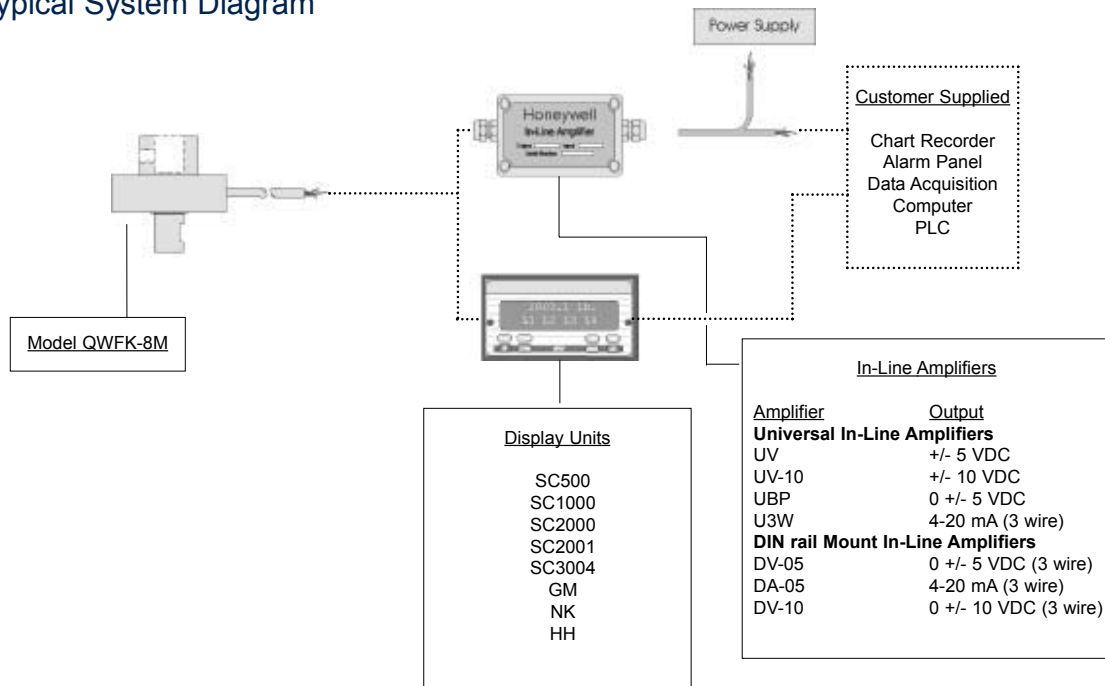 ypical System Diagram
Power Supply
Honeywell
In-Line Amplifier
Customer Supplied
Chart Recorder
Alarm Panel
Data Acquisition
Computer
PLC
Model QWFK-8M
Display Units
SC500
SC1000
SC2000
SC2001
SC3004
GM
NK
HH
In-Line Amplifiers
Amplifier Output
Universal In-Line Amplifiers
UV +/- 5 VDC
UV-10 +/- 10 VDC
UBP 0 +/- 5 VDC
U3W 4-20 mA (3 wire)
DIN rail Mount In-Line Amplifiers
DV-05 0 +/- 5 VDC (3 wire)
DA-05 4-20 mA (3 wire)
DV-10 0 +/- 10 VDC (3 wire)